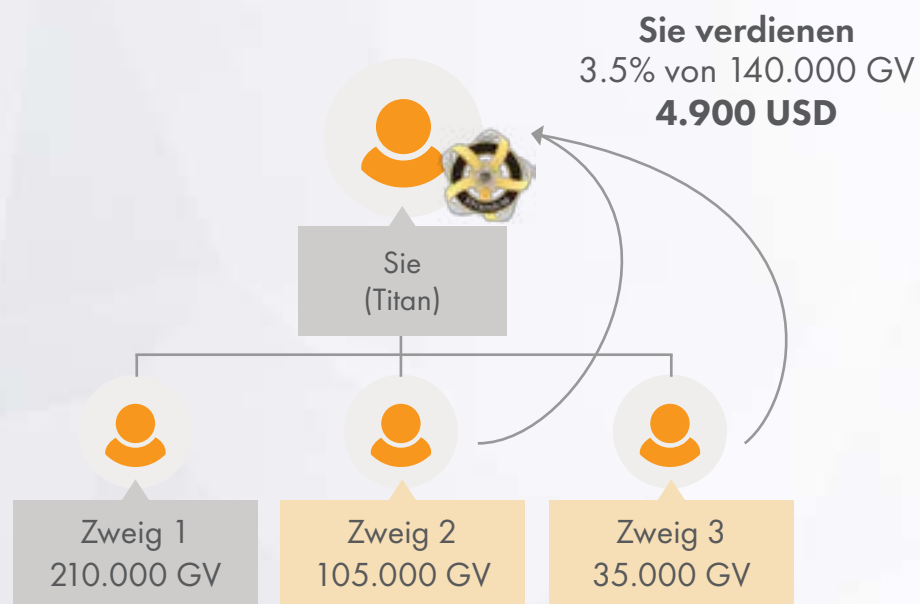 Sie verdienen
3.5% von 140.000 GV
4.900 USD
Sie
(Titan)
Zweig 1
210.000 GV
Zweig 2
105.000 GV
Zweig 3
35.000 GV